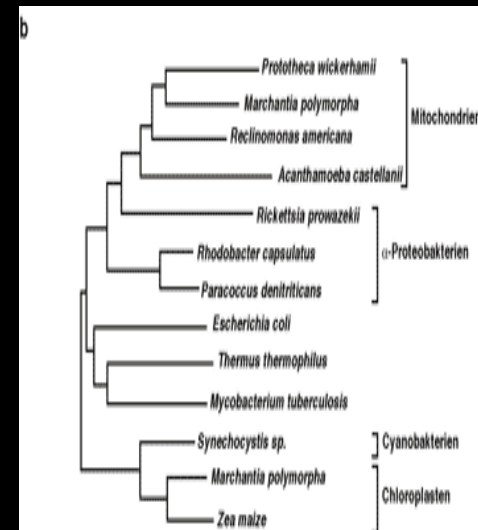 b
Prototheca wickerhamii
Marchantia polymorpha
Mitochondrien
Reclinomonas americana
Acanthamoeba castellanii
Rickettsia prowazekii
Rhodobacter capsulatus
α-Proteobakterien
Paracoccus denitriticans
Escherichia coli
Thermus thermophilus
Mycobacterium tuberculosis
Synechocystis sp.
Cyanobakterien
Marchantia polymorpha
Chloroplasten
Zea maize